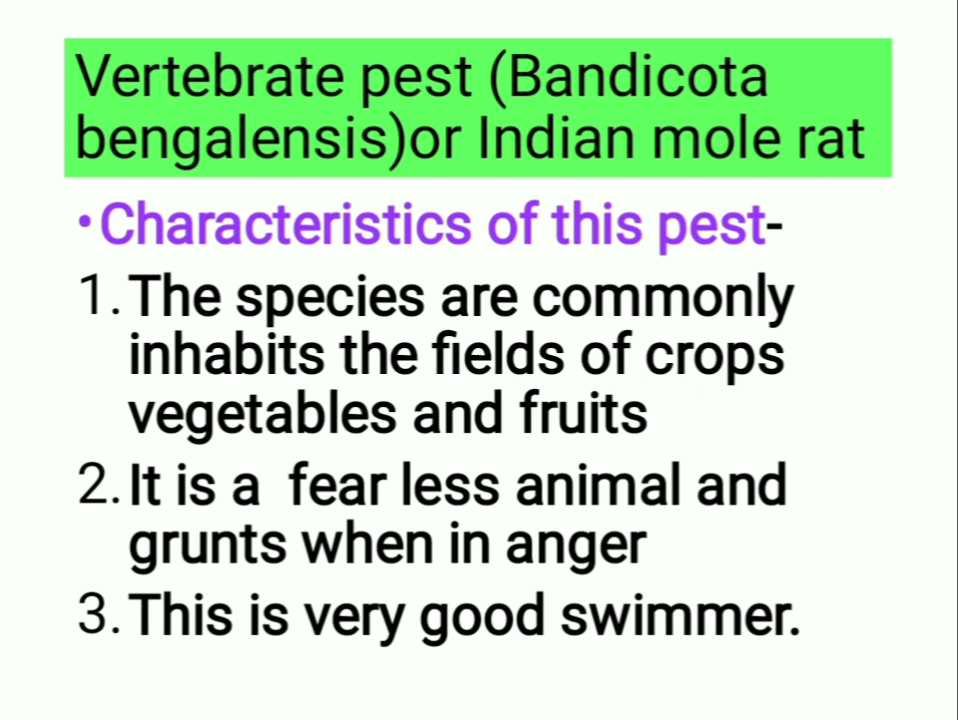 Vertebrate pest (Bandicota
bengalensis)or Indian mole rat
•Characteristics of this pest-
1. The species are commonly
inhabits the fields of crops
vegetables and fruits
2. It is a  fear less animal and
grunts when in anger
3. This is very good swimmer.